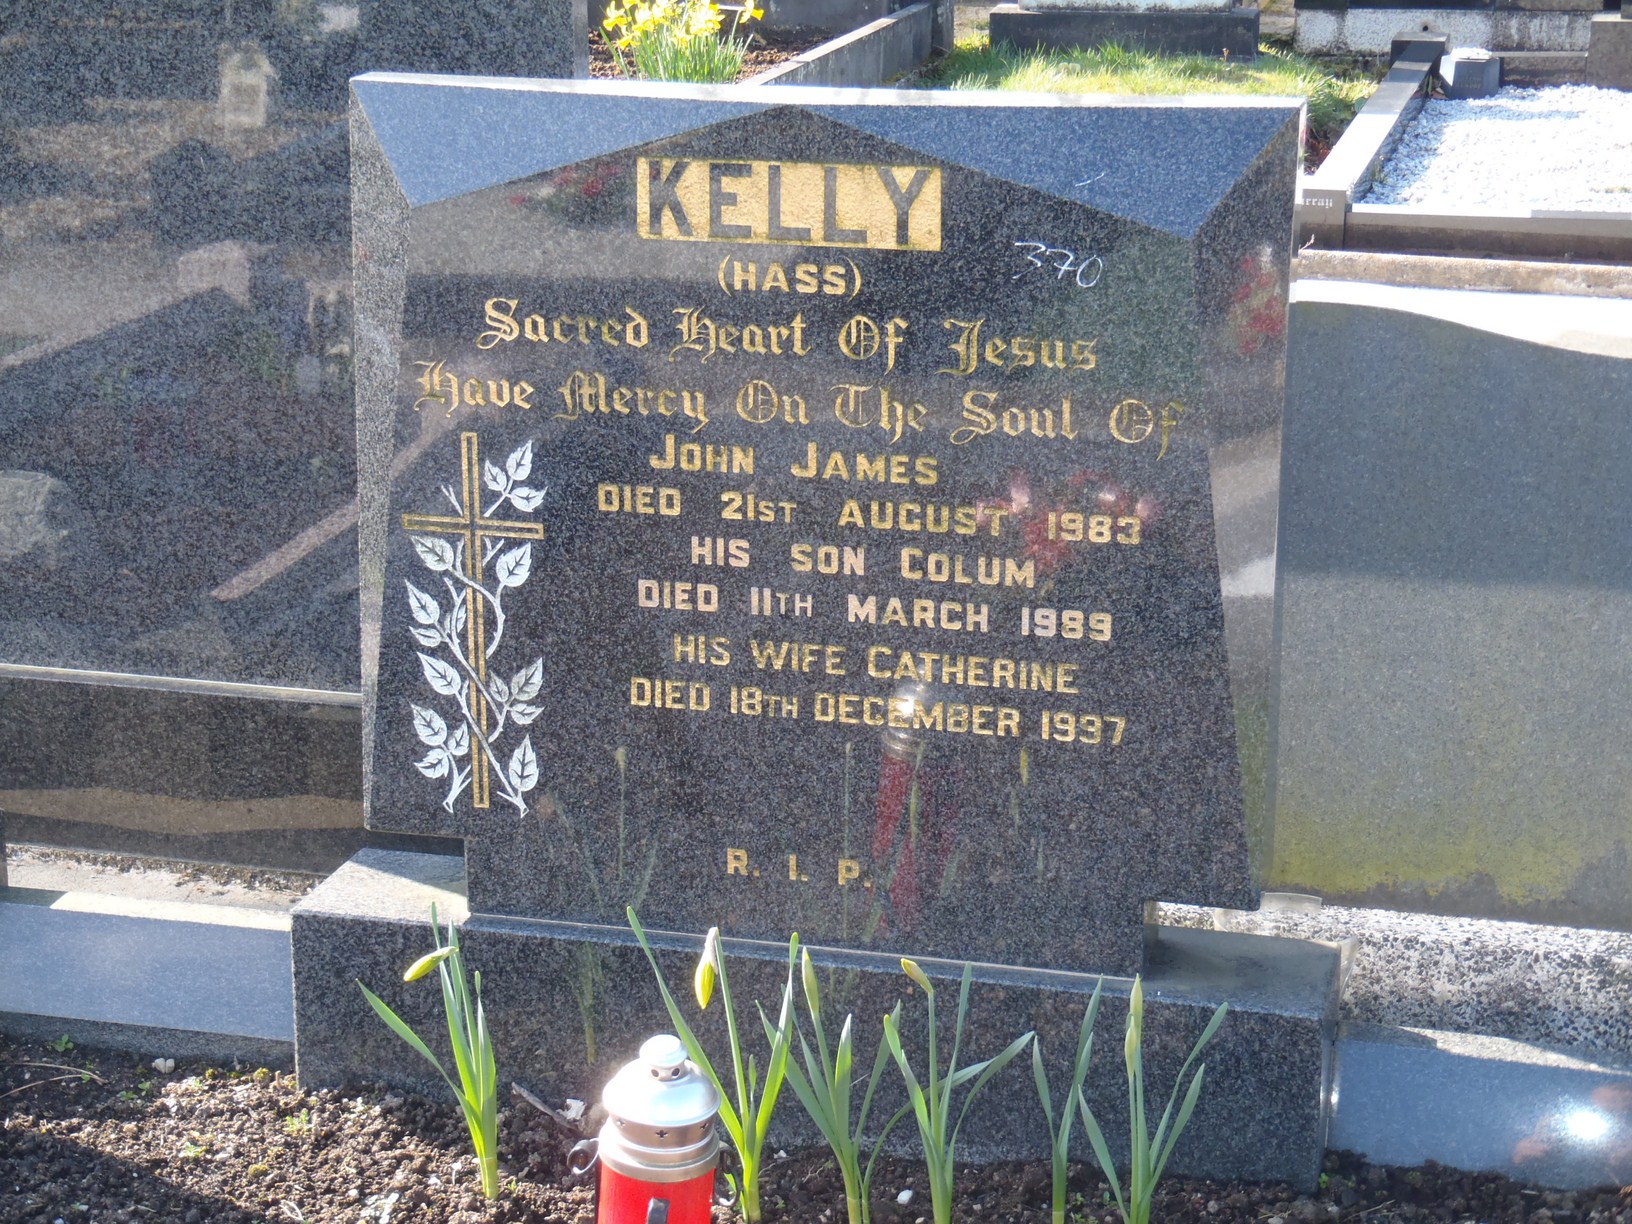 KELLY
(HASS)
370
Sacred Heart Of Jesus
Have Mercy On The Soul Of
JOHN JAMES
DIED 21ST AUGUST 1983
HIS SON COLUM
DIED 11TH MARCH 1989
HIS WIFE CATHERINE
DIED 18TH DECEMBER 1997
R. I. P.